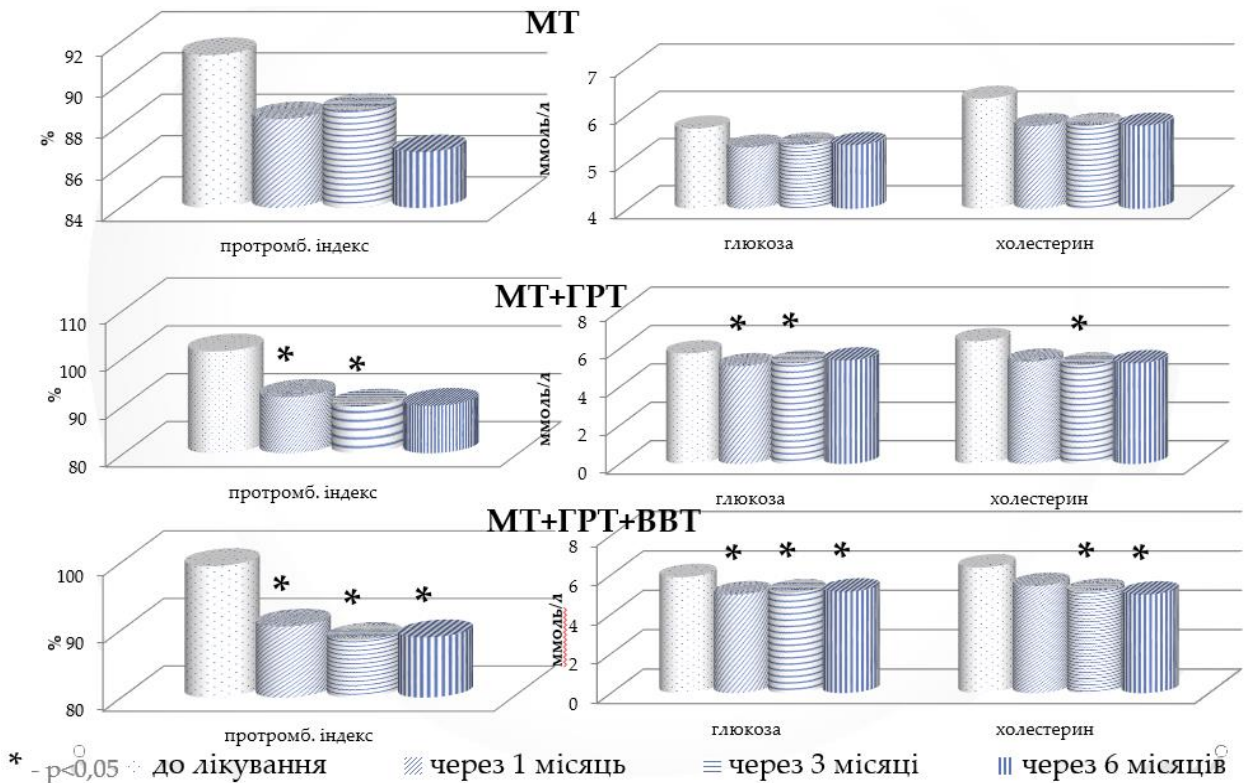 МТ
92
90
88
86
84
%
протромб. індекс
7
6
5
4
ммоль/л
глюкоза
холестерин
МТ+ГРТ
110
100
90
80
%
* *
протромб. індекс
8
6
4
2
0
ммоль/л
* * *
глюкоза
холестерин
МТ+ГРТ+ВВТ
100
90
80
%
* * *
протромб. індекс
8
6
4
2
0
ммоль/л
* * * * *
глюкоза
холестерин
* - p<0,05 до лікування через 1 місяць через 3 місяці через 6 місяців